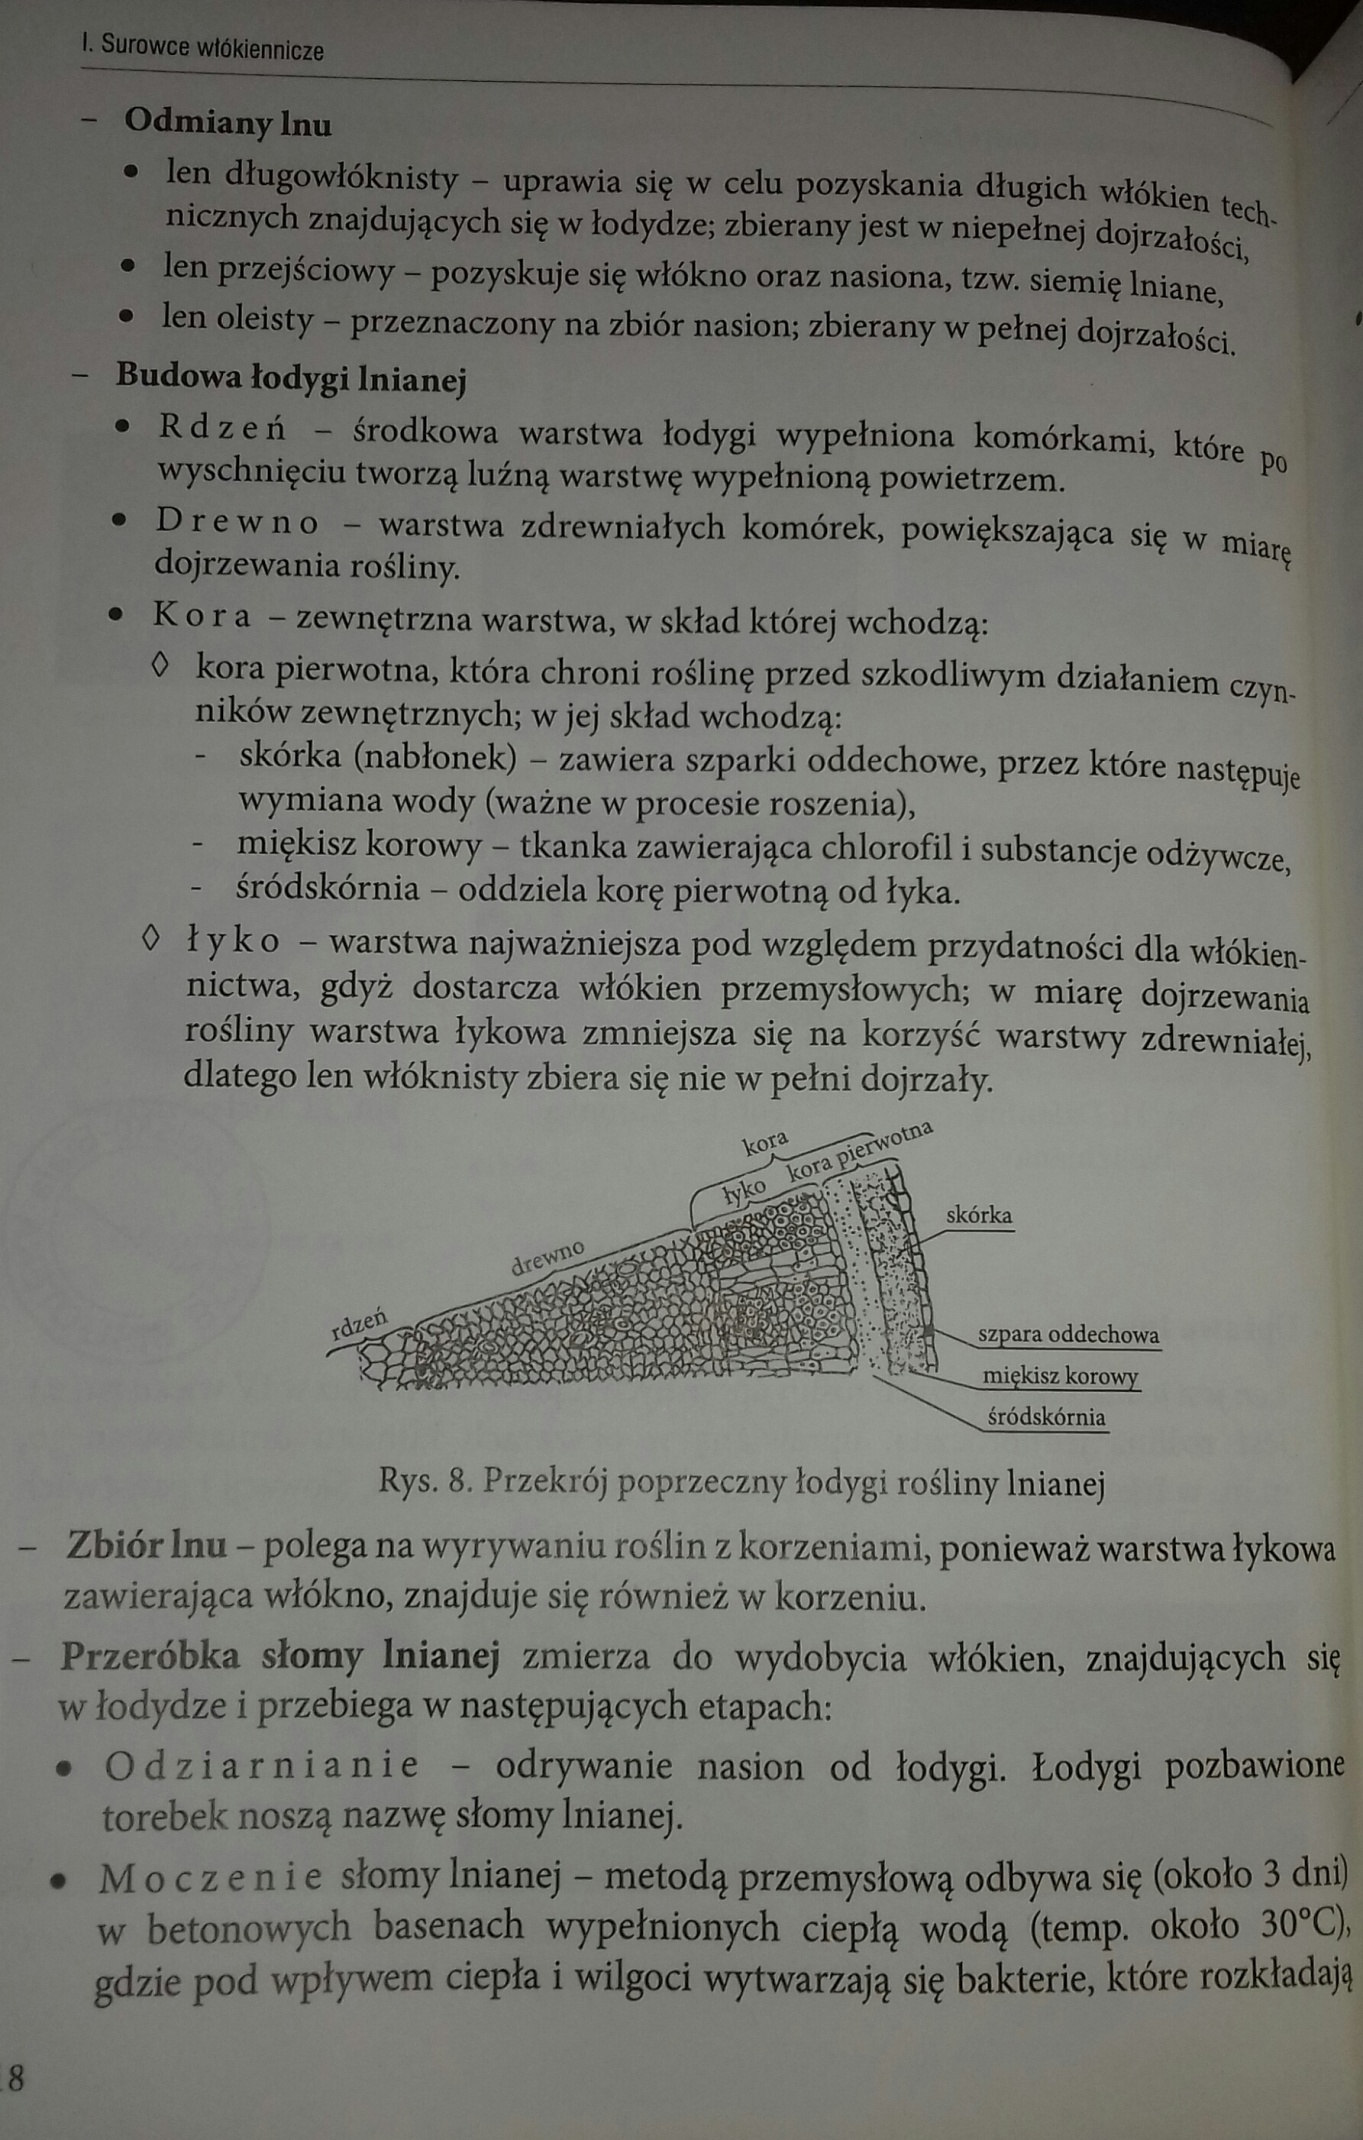 I. Surowce włókiennicze
– Odmiany lnu
• len długowłóknisty – uprawia się w celu pozyskania długich włókien tech-
nicznych znajdujących się w łodydze; zbierany jest w niepełnej dojrzałości,
• len przejściowy – pozyskuje się włókno oraz nasiona, tzw. siemię lniane,
• len oleisty – przeznaczony na zbiór nasion; zbierany w pełnej dojrzałości.
– Budowa łodygi lnianej
• Rdzeń – środkowa warstwa łodygi wypełniona komórkami, które po
wyschnięciu tworzą luźną warstwę wypełnioną powietrzem.
• Drewno – warstwa zdrewniałych komórek, powiększająca się w miarę
dojrzewania rośliny.
• Kora – zewnętrzna warstwa, w skład której wchodzą:
◊ kora pierwotna, która chroni roślinę przed szkodliwym działaniem czyn-
ników zewnętrznych; w jej skład wchodzą:
- skórka (nabłonek) – zawiera szparki oddechowe, przez które następuje
wymiana wody (ważne w procesie roszenia),
- miękisz korowy – tkanka zawierająca chlorofil i substancje odżywcze,
- śródskórnia – oddziela korę pierwotną od łyka.
◊ łyko – warstwa najważniejsza pod względem przydatności dla włókien-
nictwa, gdyż dostarcza włókien przemysłowych; w miarę dojrzewania
rośliny warstwa łykowa zmniejsza się na korzyść warstwy zdrewniałej,
dlatego len włóknisty zbiera się nie w pełni dojrzały.
kora
łyko kora pierwotna
skórka
drewno
rdzeń
szpara oddechowa
miękisz korowy
śródskórnia
Rys. 8. Przekrój poprzeczny łodygi rośliny lnianej
– Zbiór lnu – polega na wyrywaniu roślin z korzeniami, ponieważ warstwa łykowa
zawierająca włókno, znajduje się również w korzeniu.
– Przeróbka słomy lnianej zmierza do wydobycia włókien, znajdujących się
w łodydze i przebiega w następujących etapach:
• Odziarnianie – odrywanie nasion od łodygi. Łodygi pozbawione
torebek noszą nazwę słomy lnianej.
• Moczenie słomy lnianej – metodą przemysłową odbywa się (około 3 dni)
w betonowych basenach wypełnionych ciepłą wodą (temp. około 30°C),
gdzie pod wpływem ciepła i wilgoci wytwarzają się bakterie, które rozkładają
8